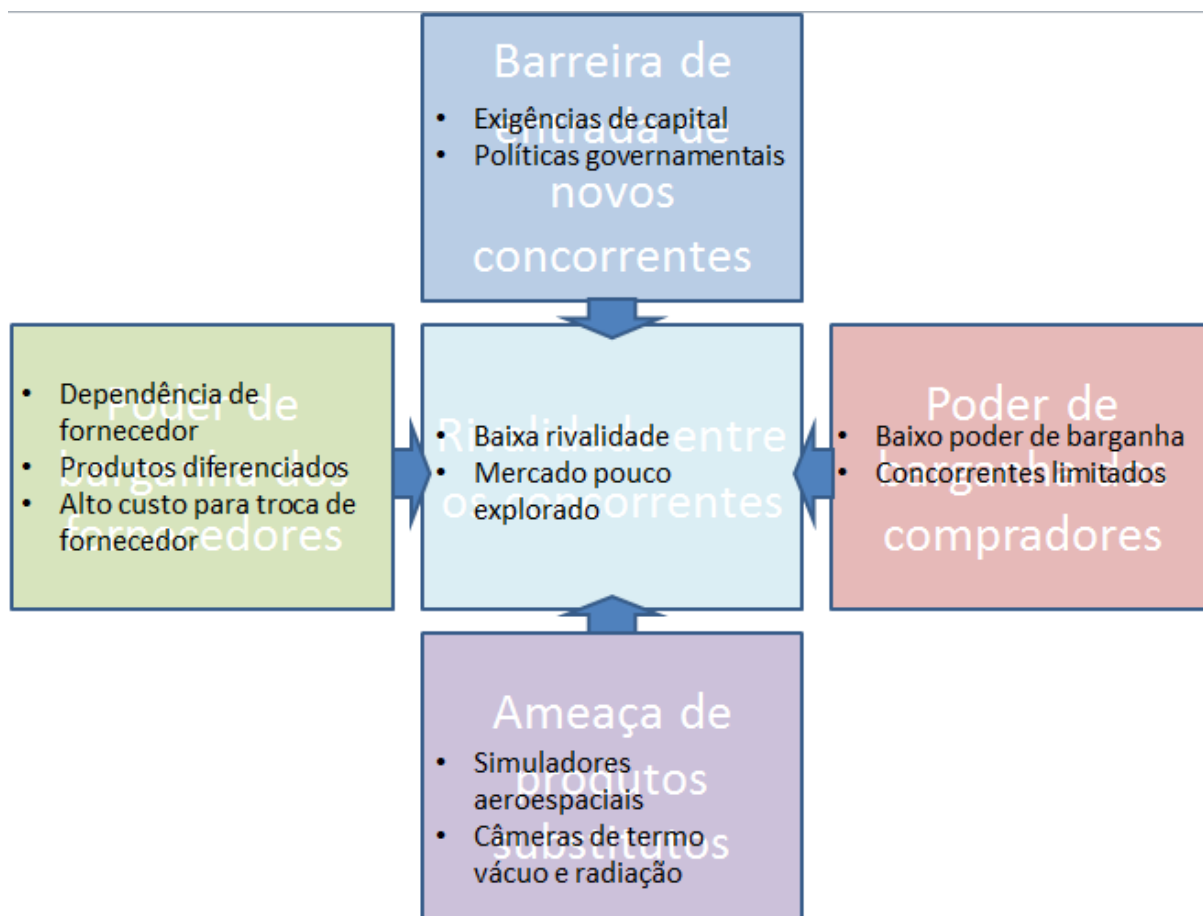 Barreira de
entrada de
novos
concorrentes
• Exigências de capital
• Políticas governamentais
Poder de
barganha dos
fornecedores
• Dependência de
fornecedor
• Produtos diferenciados
• Alto custo para troca de
fornecedor
Rivalidade entre
os concorrentes
• Baixa rivalidade
• Mercado pouco
explorado
Poder de
barganha dos
compradores
• Baixo poder de barganha
• Concorrentes limitados
Ameaça de
produtos
substitutos
• Simuladores
aeroespaciais
• Câmeras de termo
vácuo e radiação